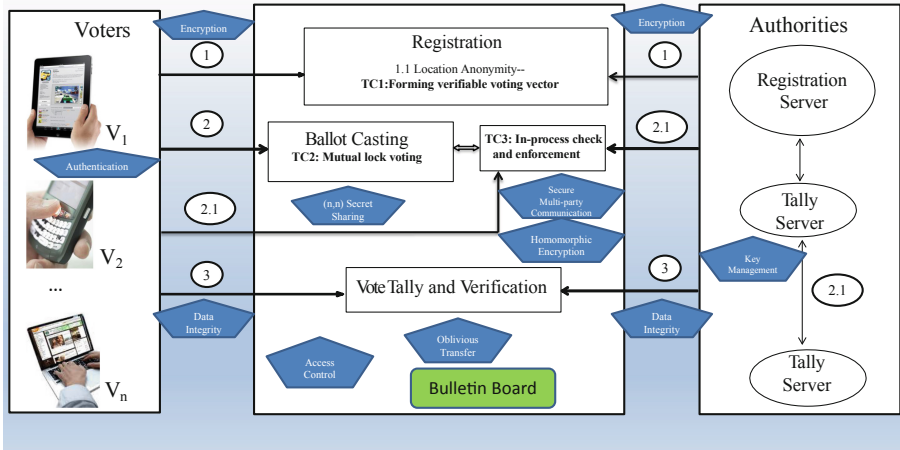 Voters
Encryption
1
V1
2
Authentication
2.1
V2
...
3
Data
Integrity
Vn
Registration
1.1 Location Anonymity--
TC1:Forming verifiable voting vector
Ballot Casting
TC2: Mutual lock voting
TC3: In-process check
and enforcement
(n,n) Secret
Sharing
Secure
Multi-party
Communication
Homomorphic
Encryption
Vote Tally and Verification
Oblivious
Transfer
Access
Control
Bulletin Board
Encryption
1
2.1
3
Data
Integrity
Authorities
Registration
Server
Tally
Server
Key
Management
2.1
Tally
Server